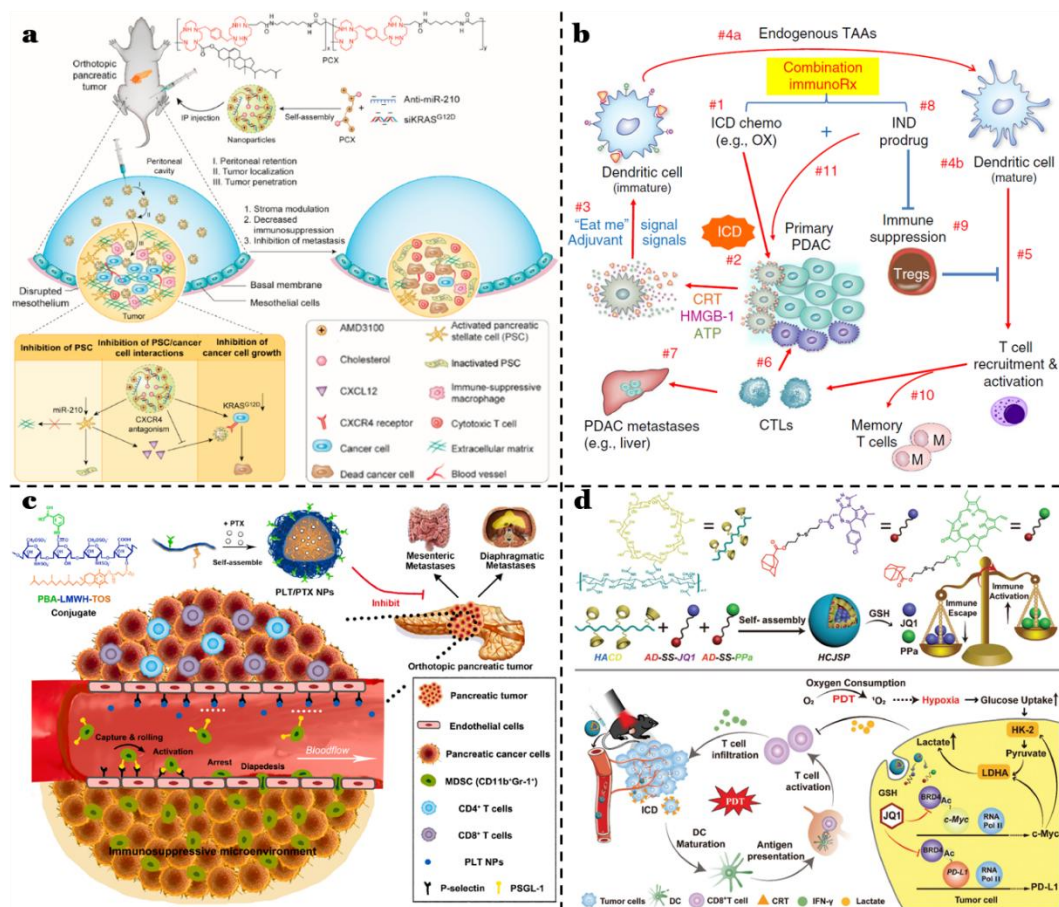 a
Orthotopic
pancreatic
tumor
PCX
IP injection
Nanoparticles
Self-assembly
PCX
Anti-miR-210
siKRASG12D
Peritoneal
cavity
I. Peritoneal retention
II. Tumor localization
III. Tumor penetration
1. Stroma modulation
2. Decreased
immunosuppression
3. Inhibition of metastasis
Disrupted
mesothelium
Tumor
Basal membrane
Mesothelial cells
Inhibition of PSC
Inhibition of PSC/cancer
cell interactions
Inhibition of
cancer cell growth
miR-210
CXCR4
antagonism
KRASG12D
AMD3100
Cholesterol
CXCL12
CXCR4 receptor
Cancer cell
Dead cancer cell
Activated pancreatic
stellate cell (PSC)
Inactivated PSC
Immune-suppressive
macrophage
Cytotoxic T cell
Extracellular matrix
Blood vessel
b
#4a
Endogenous TAAs
Combination
immunoRx
#1
ICD chemo
(e.g., OX)
+
#8
IND
prodrug
Dendritic cell
(immature)
Dendritic cell
(mature)
#11
#4b
#3
"Eat me" signal
Adjuvant signals
ICD
#2
Primary
PDAC
Immune
suppression
#9
Tregs
#5
CRT
HMGB-1
ATP
#7
#6
PDAC metastases
(e.g., liver)
CTLs
T cell
recruitment &
activation
#10
Memory
T cells
M
M
c
+ PTX
Self-assemble
PBA-LMWH-TOS
Conjugate
PLT/PTX NPs
Inhibit
Mesenteric
Metastases
Diaphragmatic
Metastases
Orthotopic pancreatic tumor
Capture & rolling
Activation
Arrest
Diapedesis
Bloodflow
Immunosuppressive microenvironment
Pancreatic tumor
Endothelial cells
Pancreatic cancer cells
MDSC (CD11b+Gr-1+)
CD4+ T cells
CD8+ T cells
PLT NPs
P-selectin
PSGL-1
d
HACD
+
AD-SS-JQ1
+
AD-SS-PPa
Self- assembly
HCJSP
GSH
JQ1
PPa
Immune
Escape
Immune
Activation
Oxygen Consumption
O2
PDT
1O2
Hypoxia
Glucose Uptake↑
HK-2
Pyruvate
Lactate
LDHA
GSH
JQ1
BRD4
Ac
c-Myc
RNA
Pol II
c-Myc
BRD4
Ac
PD-L1
RNA
Pol II
PD-L1
Tumor cell
T cell
infiltration
T cell
activation
PDT
ICD
DC
Maturation
Antigen
presentation
Tumor cells
DC
CD8+T cell
CRT
IFN-γ
Lactate